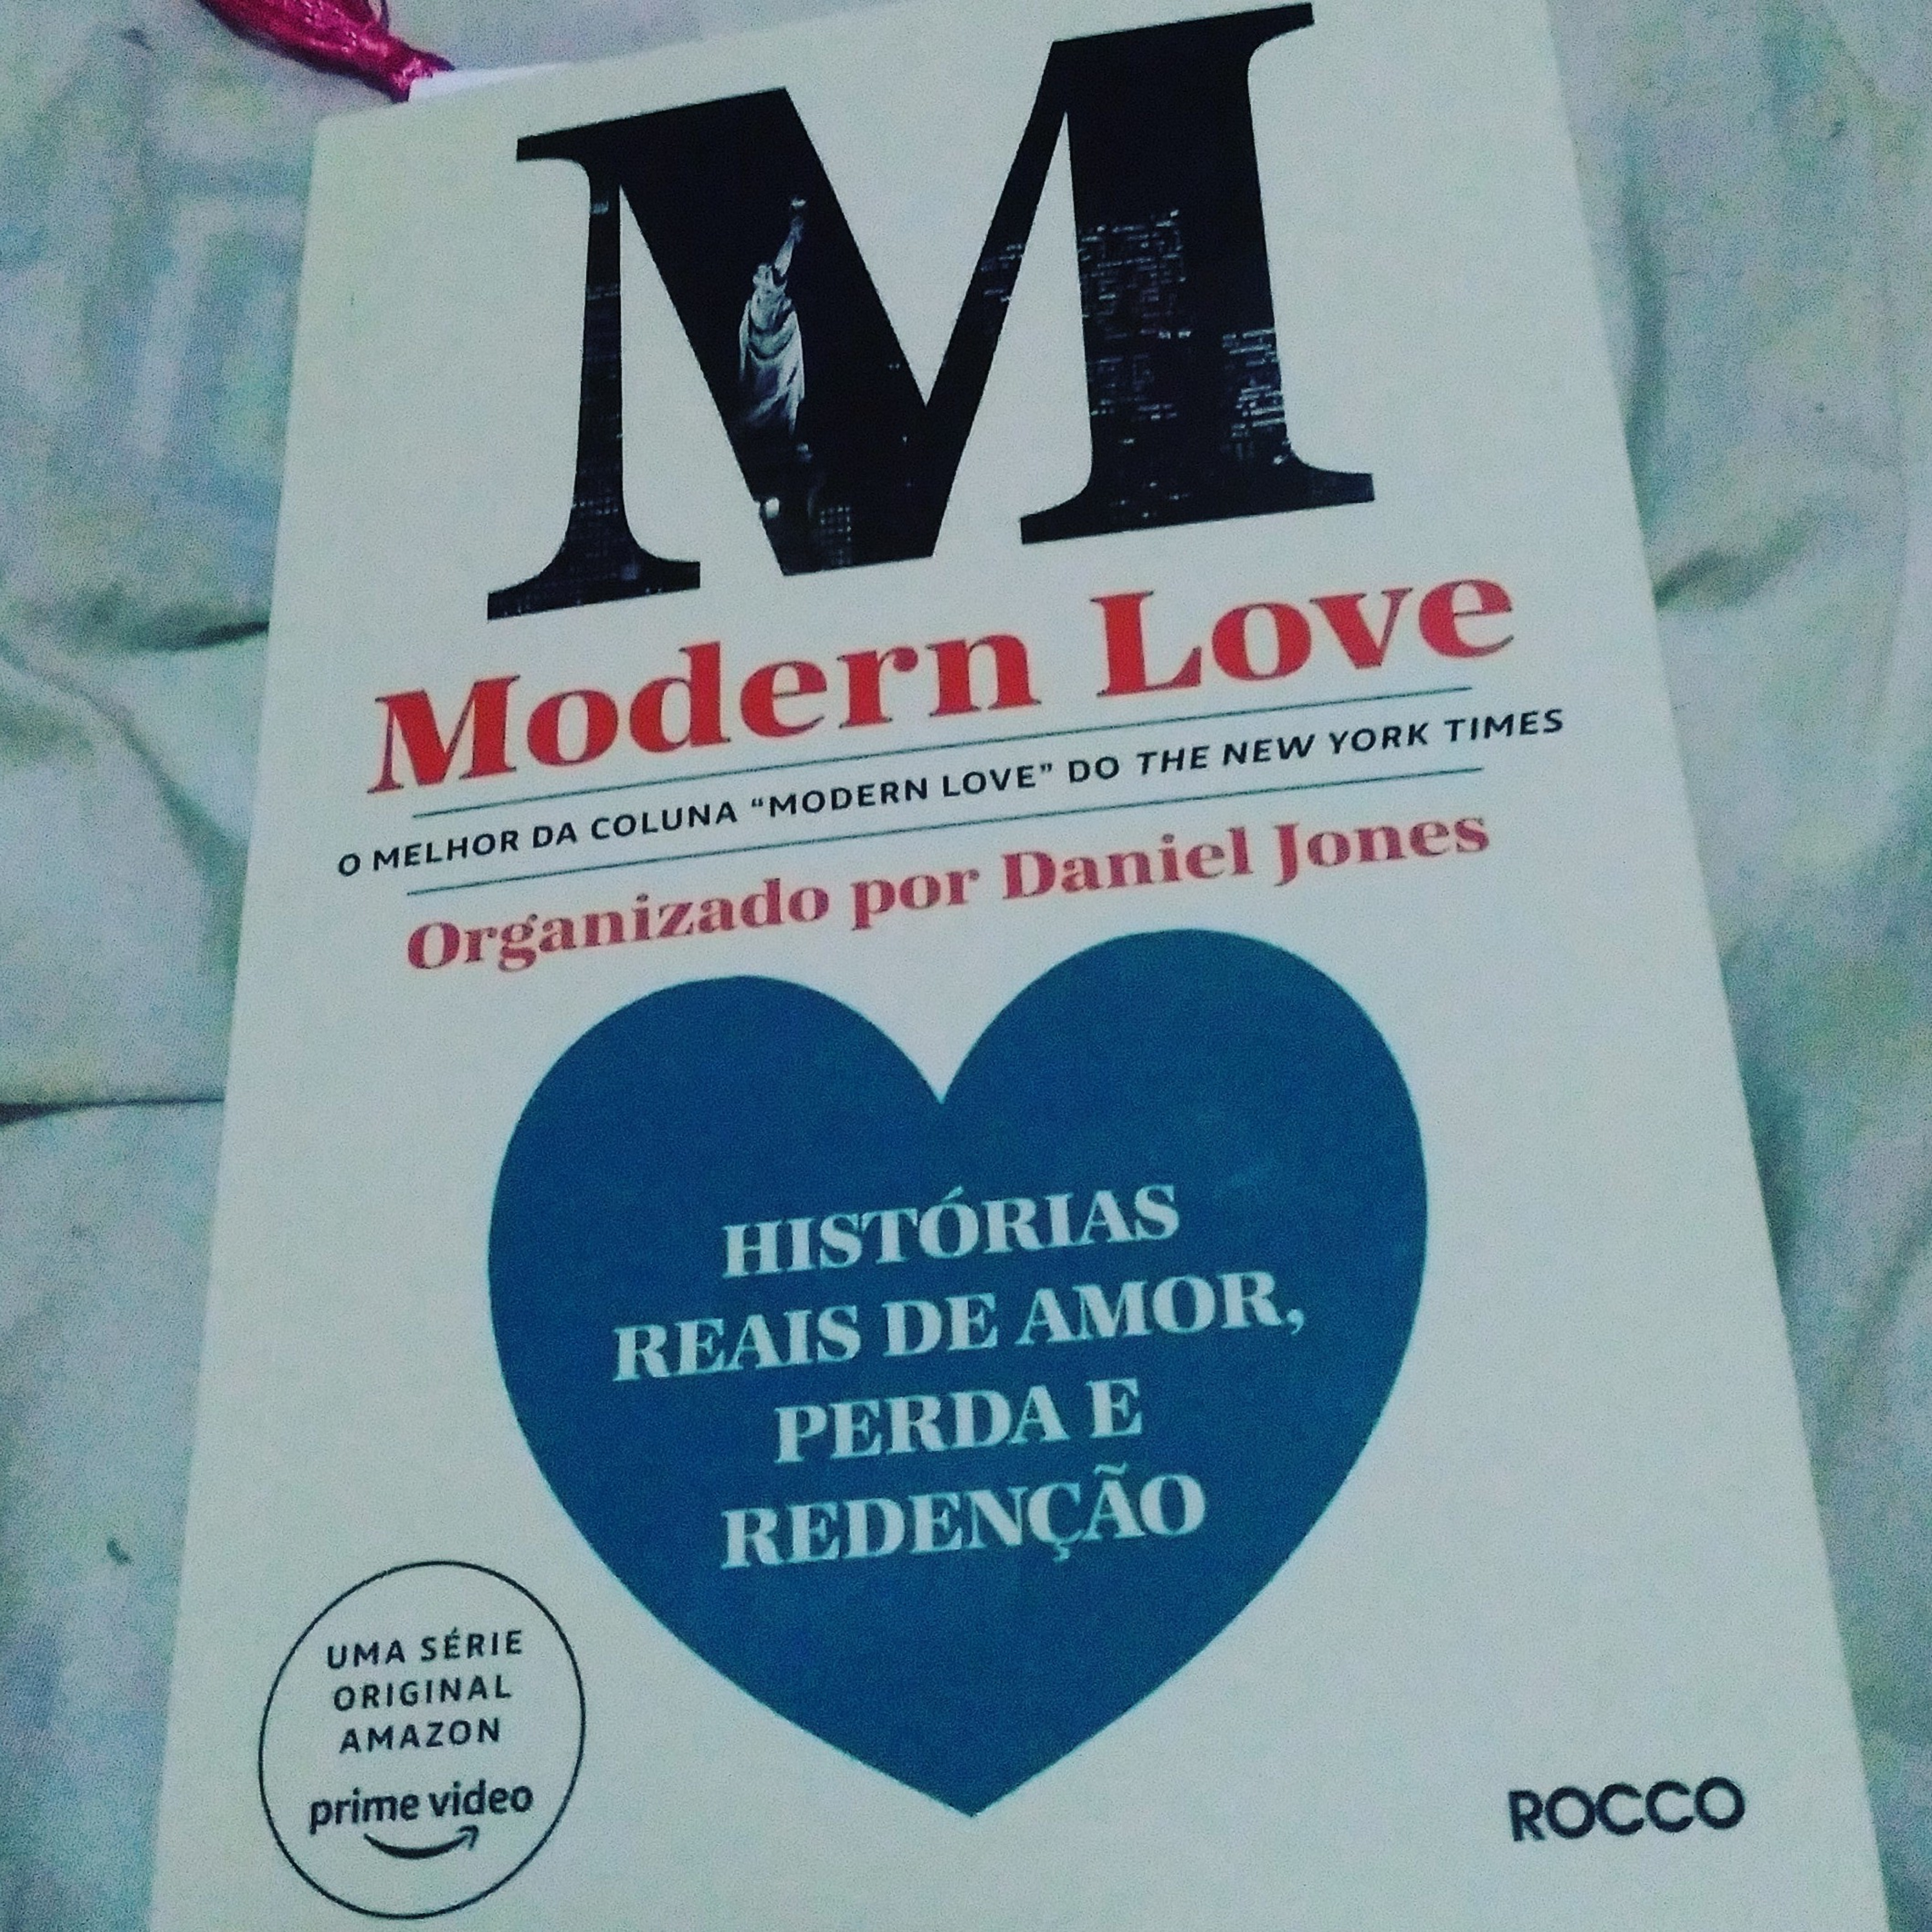 M
Modern Love
O MELHOR DA COLUNA “MODERN LOVE” DO THE NEW YORK TIMES
Organizado por Daniel Jones
HISTÓRIAS
REAIS DE AMOR,
PERDA E
REDENÇÃO
UMA SÉRIE
ORIGINAL
AMAZON
prime video
ROCCO